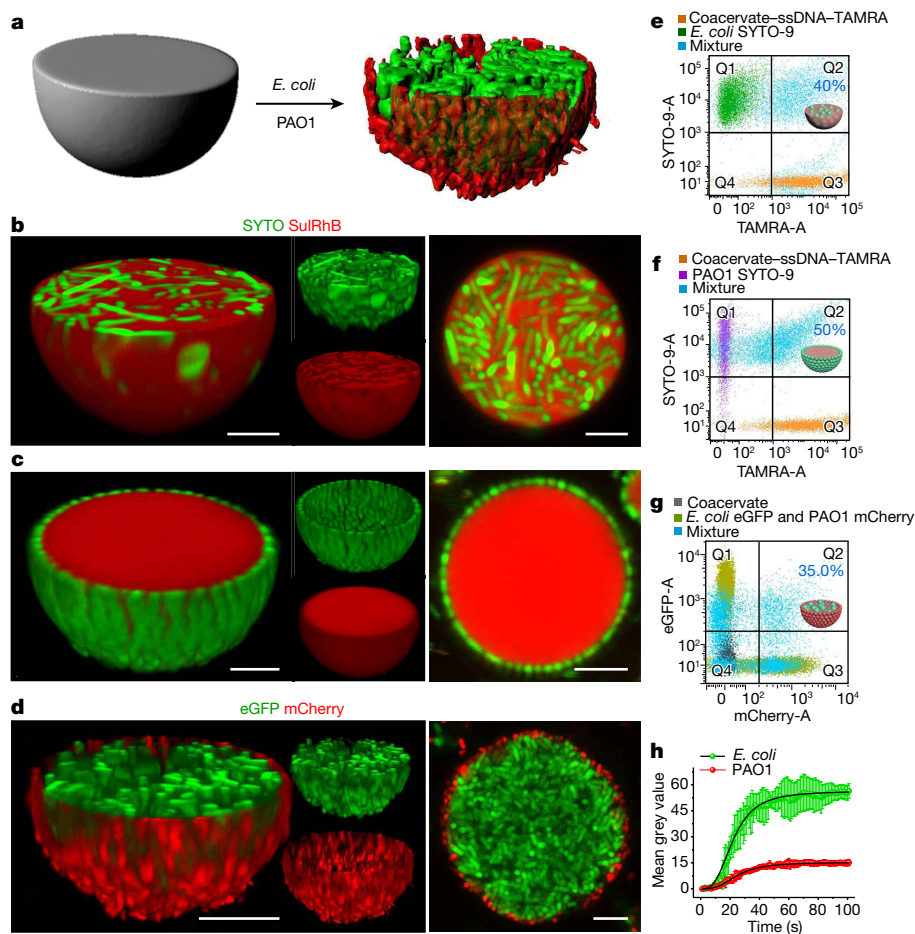 a
E. coli
PAO1
b
SYTO SulRhB
c
d
eGFP mCherry
e
Coacervate–ssDNA–TAMRA
E. coli SYTO-9
Mixture
Q1
Q2
40%
Q4
Q3
10⁵
10⁴
10³
10²
10¹
SYTO-9-A
0 10² 10³ 10⁴ 10⁵
TAMRA-A
f
Coacervate–ssDNA–TAMRA
PAO1 SYTO-9
Mixture
Q1
Q2
50%
Q4
Q3
10⁵
10⁴
10³
10²
10¹
SYTO-9-A
0 10² 10³ 10⁴ 10⁵
TAMRA-A
g
Coacervate
E. coli eGFP and PAO1 mCherry
Mixture
Q1
Q2
35.0%
Q4
Q3
10⁴
10³
10²
10¹
eGFP-A
0 10² 10³ 10⁴
mCherry-A
h
E. coli
PAO1
60
45
30
15
0
Mean grey value
0 20 40 60 80 100
Time (s)